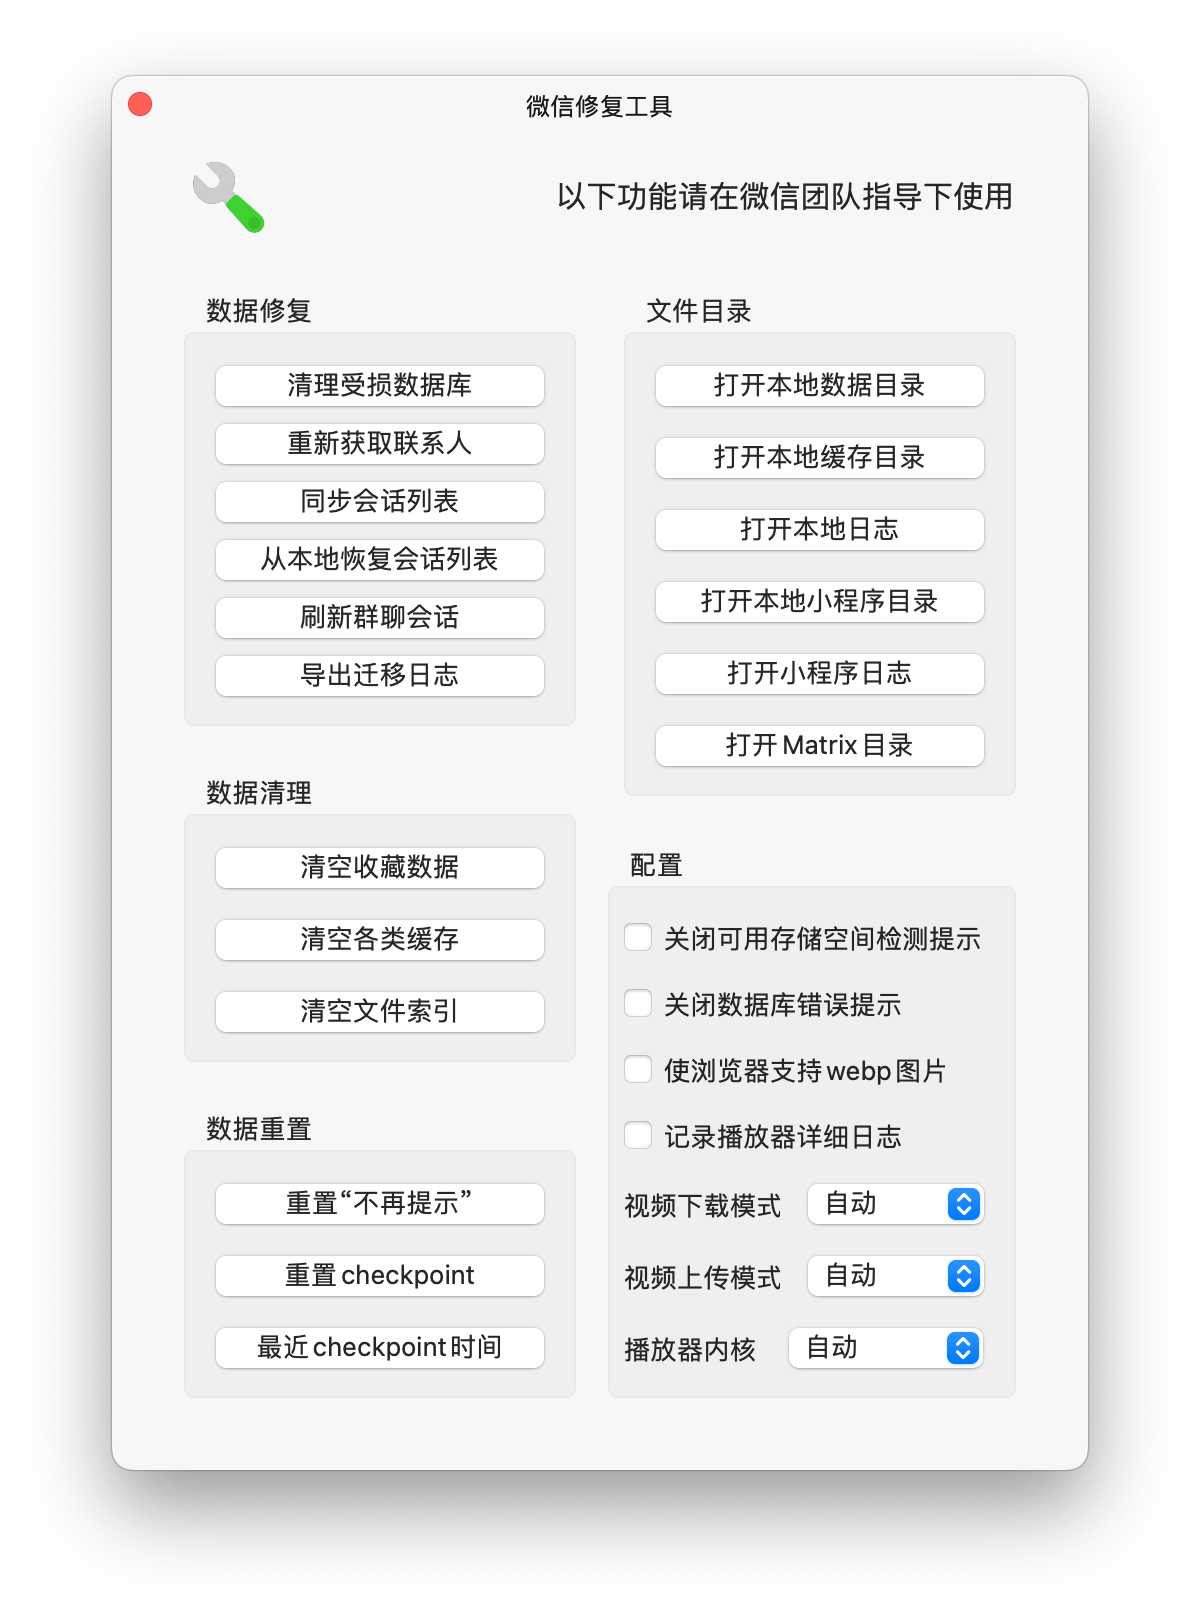 微信修复工具
以下功能请在微信团队指导下使用
数据修复
清理受损数据库
重新获取联系人
同步会话列表
从本地恢复会话列表
刷新群聊会话
导出迁移日志
数据清理
清空收藏数据
清空各类缓存
清空文件索引
数据重置
重置“不再提示”
重置 checkpoint
最近 checkpoint 时间
文件目录
打开本地数据目录
打开本地缓存目录
打开本地日志
打开本地小程序目录
打开小程序日志
打开 Matrix 目录
配置
关闭可用存储空间检测提示
关闭数据库错误提示
使浏览器支持 webp 图片
记录播放器详细日志
视频下载模式 自动
视频上传模式 自动
播放器内核 自动